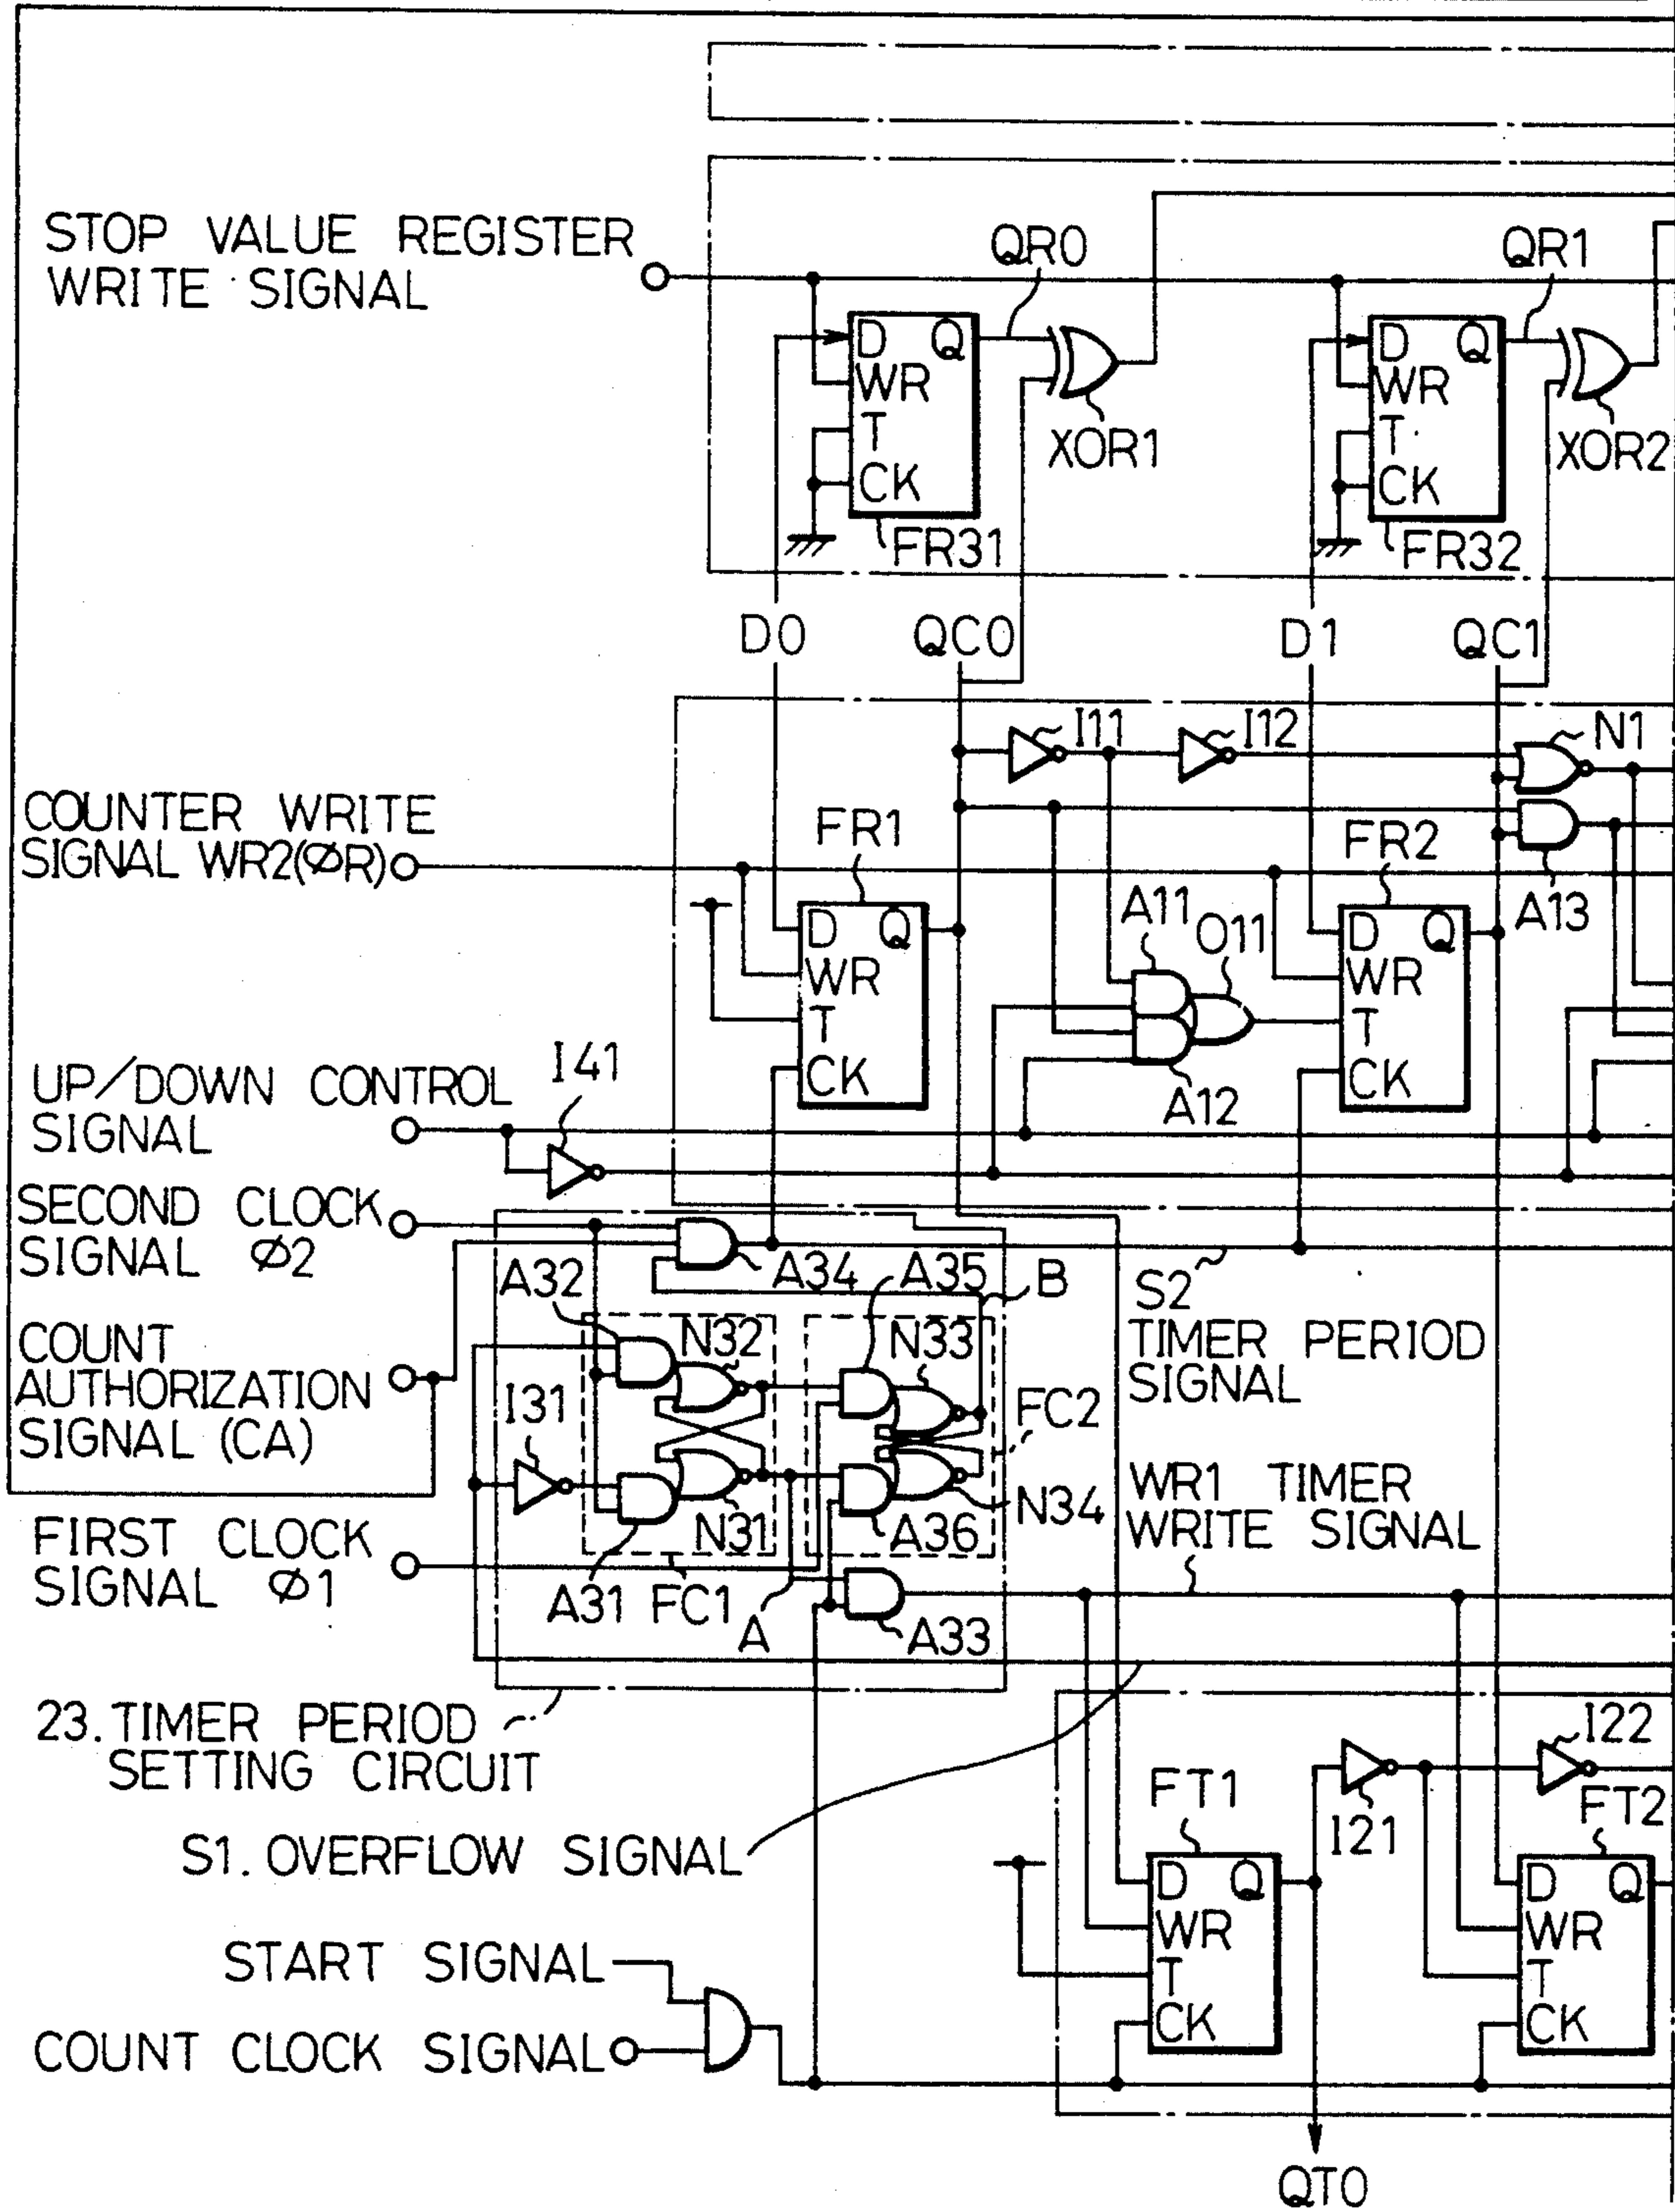 STOP VALUE REGISTER
WRITE SIGNAL
QR0
QR1
D Q
WR
T
CK
XOR1
FR31
D Q
WR
T
CK
XOR2
FR32
D0
QC0
D1
QC1
I11
I12
N1
COUNTER WRITE
SIGNAL WR2(ØR)
FR1
FR2
A13
A11
O11
D Q
WR
T
CK
D Q
WR
T
CK
A12
UP/DOWN CONTROL
SIGNAL
I41
SECOND CLOCK
SIGNAL Ø2
A32
A34
A35
B
S2
TIMER PERIOD
SIGNAL
COUNT
AUTHORIZATION
SIGNAL (CA)
N32
N33
I31
FC2
N31
A36
N34
WR1 TIMER
WRITE SIGNAL
FIRST CLOCK
SIGNAL Ø1
A31
FC1
A
A33
23. TIMER PERIOD
SETTING CIRCUIT
S1. OVERFLOW SIGNAL
FT1
I21
I22
FT2
D Q
WR
T
CK
D Q
WR
T
CK
START SIGNAL
COUNT CLOCK SIGNAL
QT0